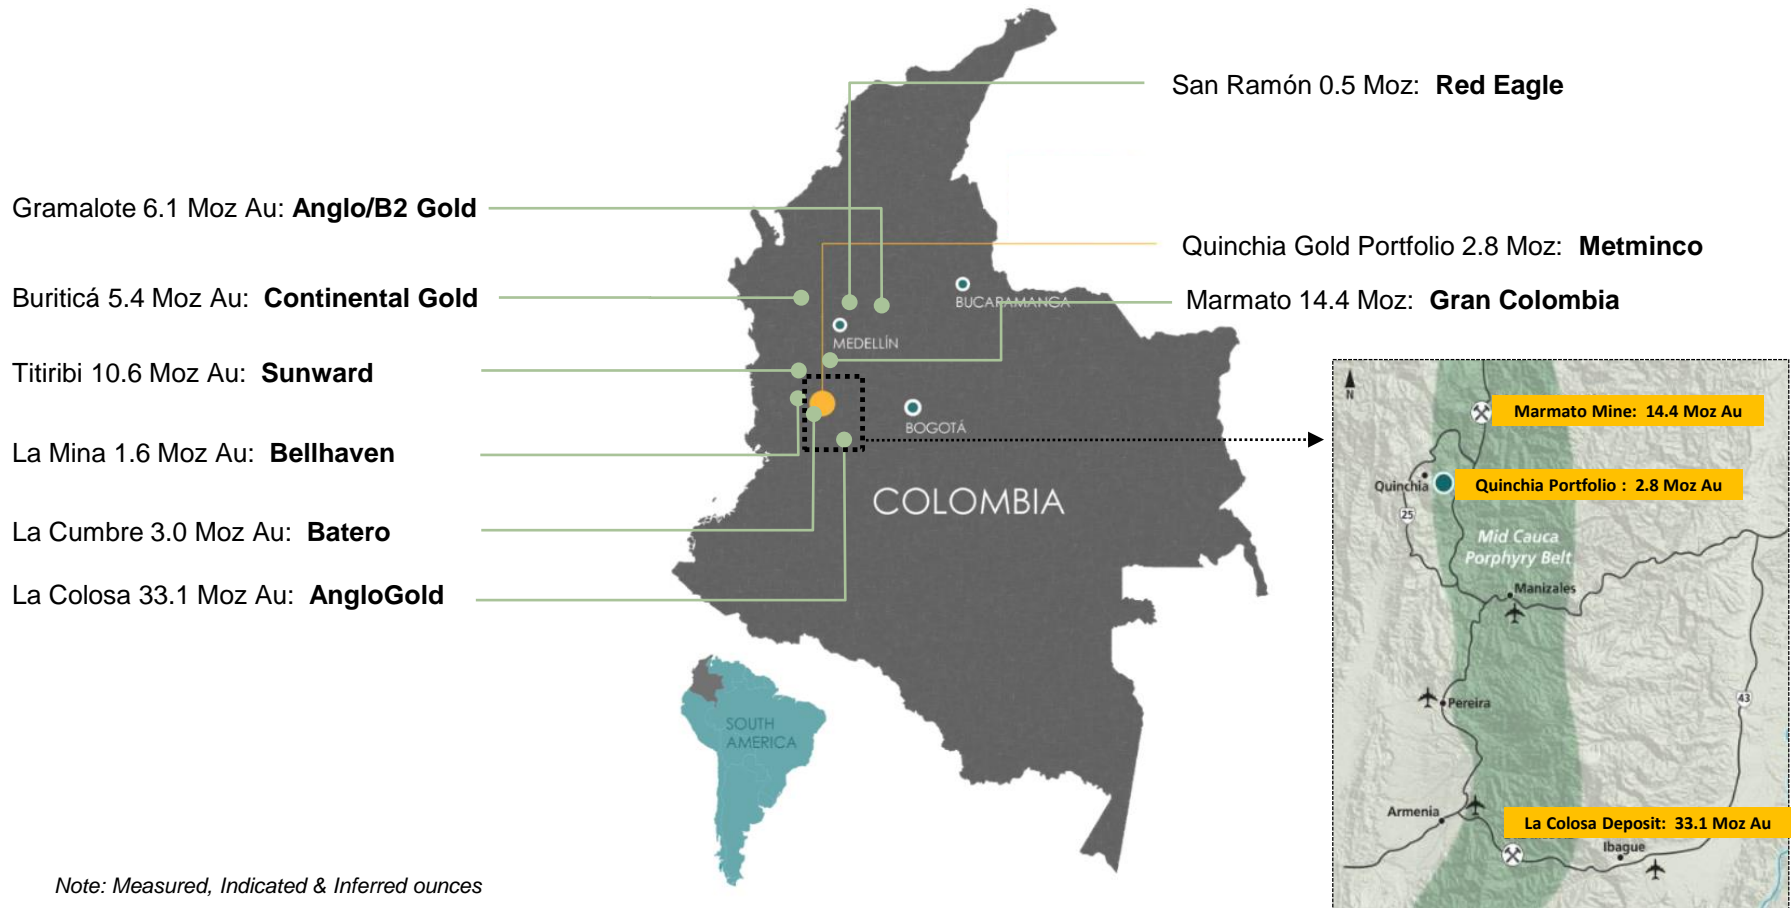 San Ramón 0.5 Moz: Red Eagle
Gramalote 6.1 Moz Au: Anglo/B2 Gold
Quinchia Gold Portfolio 2.8 Moz: Metminco
Buriticá 5.4 Moz Au: Continental Gold
BUCARAMANGA
Marmato 14.4 Moz: Gran Colombia
MEDELLÍN
Titiribi 10.6 Moz Au: Sunward
BOGOTÁ
La Mina 1.6 Moz Au: Bellhaven
COLOMBIA
La Cumbre 3.0 Moz Au: Batero
La Colosa 33.1 Moz Au: AngloGold
SOUTH
AMERICA
Note: Measured, Indicated & Inferred ounces
N
Marmato Mine: 14.4 Moz Au
Quinchia
Quinchia Portfolio : 2.8 Moz Au
25
Mid Cauca
Porphyry Belt
Manizales
43
Pereira
Armenia
La Colosa Deposit: 33.1 Moz Au
Ibague